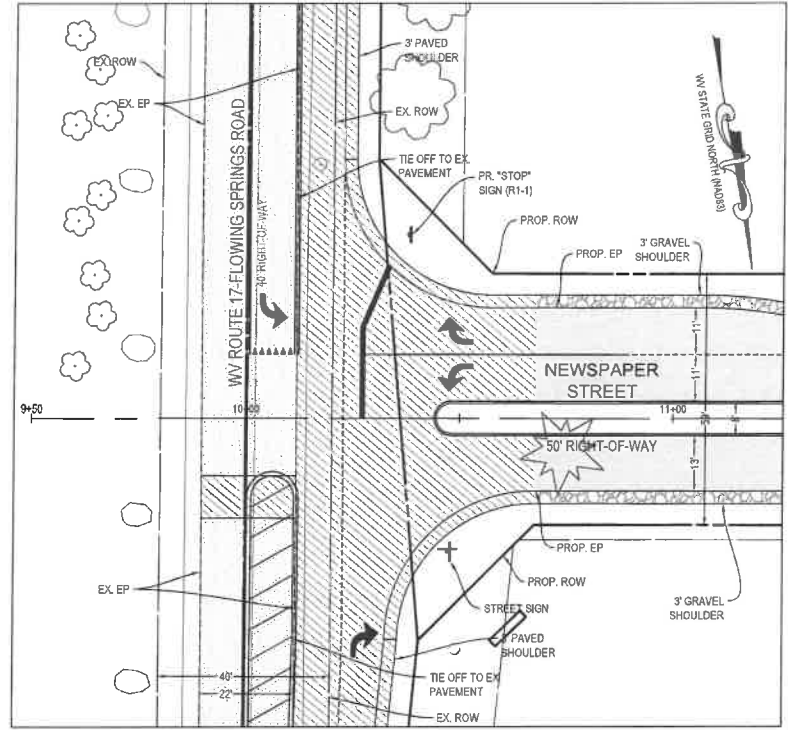 3' PAVED
SHOULDER
EX. ROW
EX. EP
EX. ROW
WV ROUTE 17-FLOWING SPRINGS ROAD
40' RIGHT-OF-WAY
TIE OFF TO EX.
PAVEMENT
PR. "STOP"
SIGN (R1-1)
PROP. ROW
PROP. EP
3' GRAVEL
SHOULDER
WV STATE GRID NORTH (NAD83)
11'
11'
NEWSPAPER
STREET
9+50
10+00
11+00
50' RIGHT-OF-WAY
13'
PROP. EP
PROP. ROW
EX. EP
STREET SIGN
3' GRAVEL
SHOULDER
3' PAVED
SHOULDER
40'
22'
TIE OFF TO EX.
PAVEMENT
EX. ROW